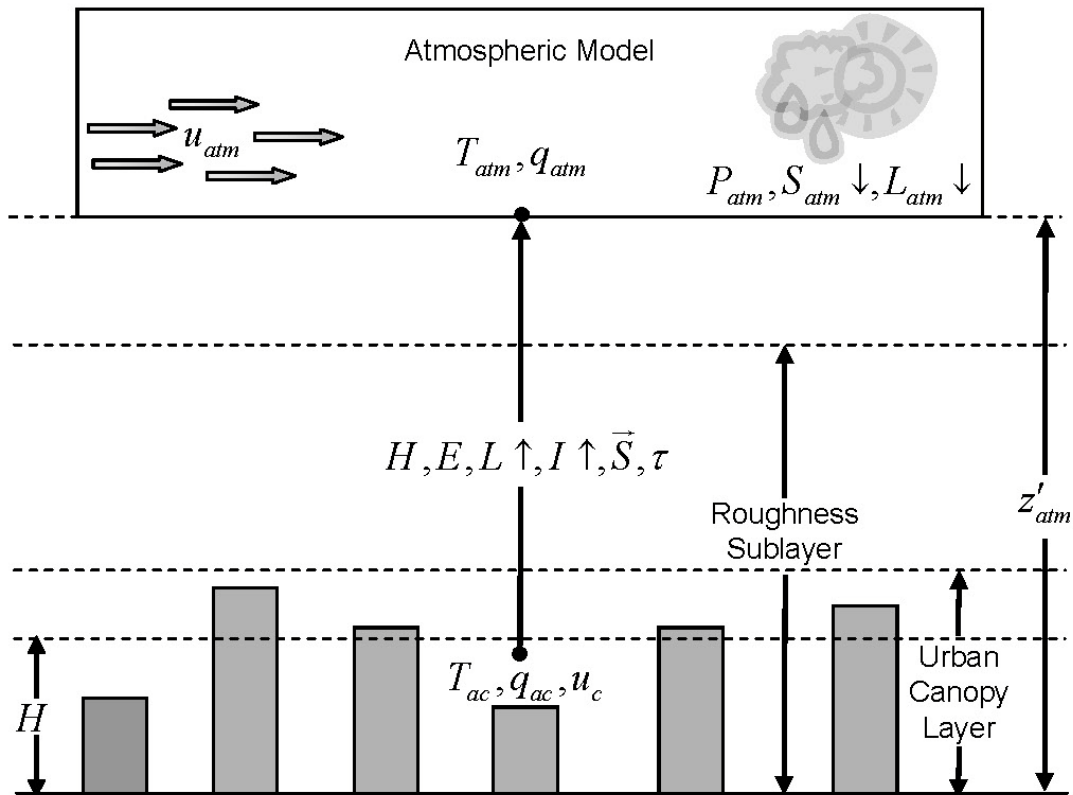 Atmospheric Model
u_atm
T_atm, q_atm
P_atm, S_atm ↓, L_atm ↓
H, E, L ↑, I ↑, S⃗, τ
z′_atm
Roughness
Sublayer
T_ac, q_ac, u_c
H
Urban
Canopy
Layer